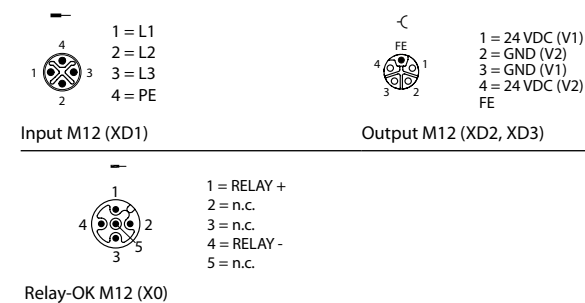 4
1
3
2
1 = L1
2 = L2
3 = L3
4 = PE
Input M12 (XD1)
FE
4
1
3
2
1 = 24 VDC (V1)
2 = GND (V2)
3 = GND (V1)
4 = 24 VDC (V2)
FE
Output M12 (XD2, XD3)
1
4
2
5
3
1 = RELAY +
2 = n.c.
3 = n.c.
4 = RELAY -
5 = n.c.
Relay-OK M12 (X0)